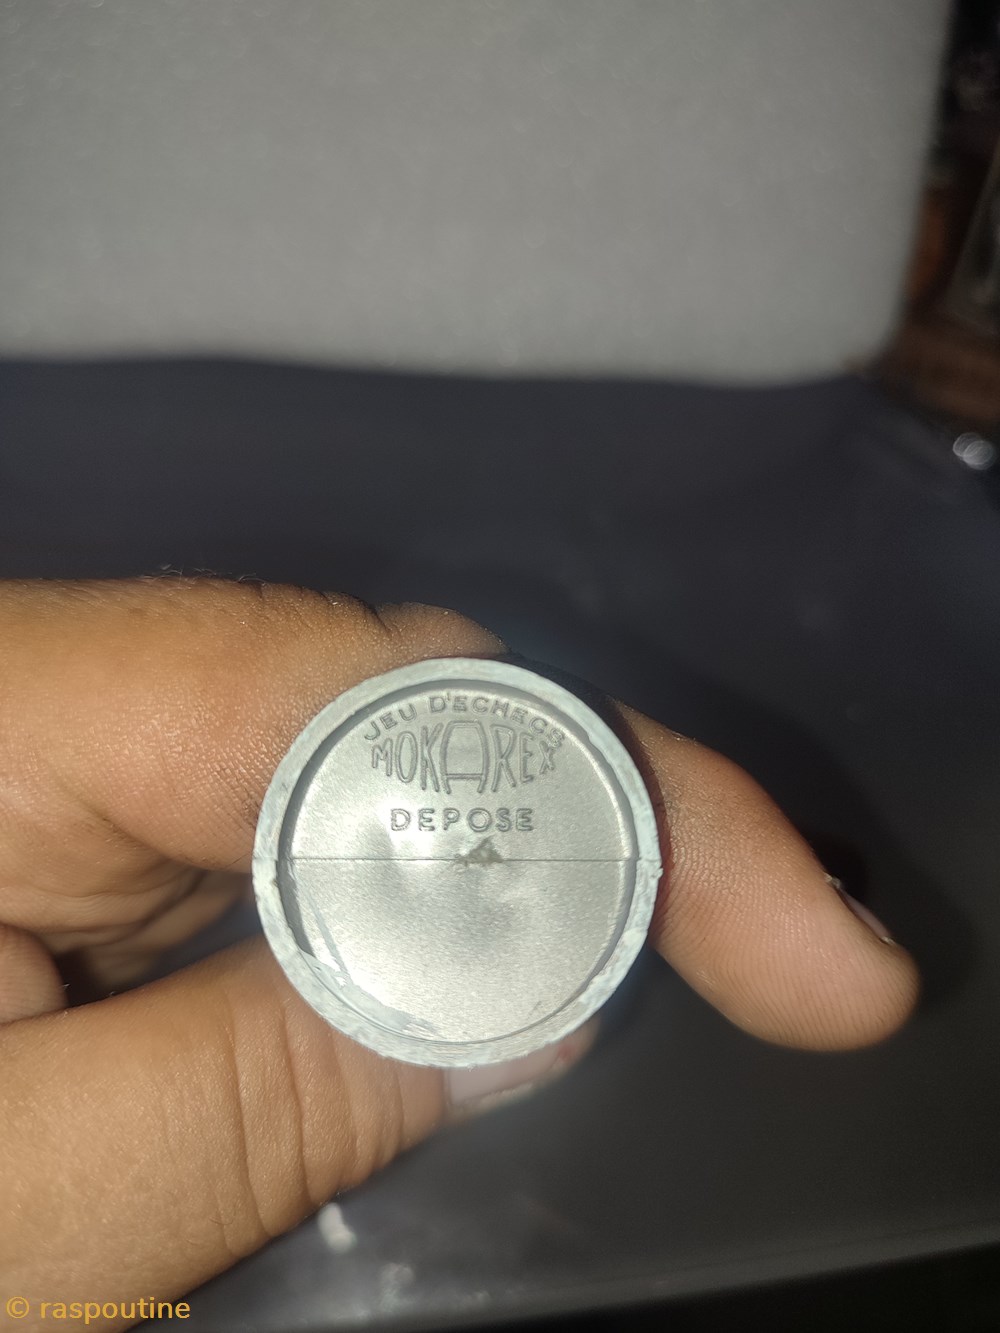 JEU D'ECHECS
MOKAREX
DEPOSE
© raspoutine